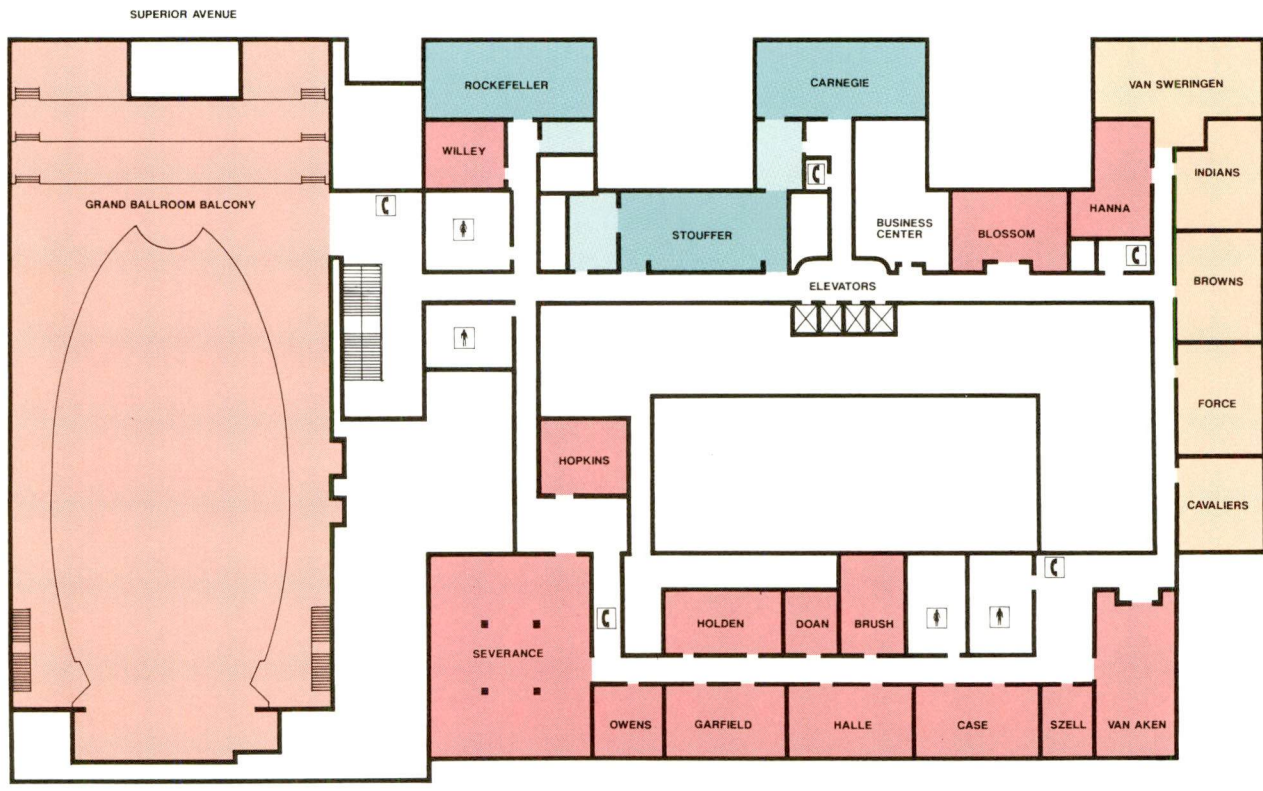 SUPERIOR AVENUE
ROCKEFELLER
CARNEGIE
VAN SWERINGEN
WILLEY
INDIANS
GRAND BALLROOM BALCONY
HANNA
STOUFFER
BUSINESS
CENTER
BLOSSOM
BROWNS
ELEVATORS
FORCE
HOPKINS
CAVALIERS
HOLDEN
DOAN
BRUSH
SEVERANCE
OWENS
GARFIELD
HALLE
CASE
SZELL
VAN AKEN